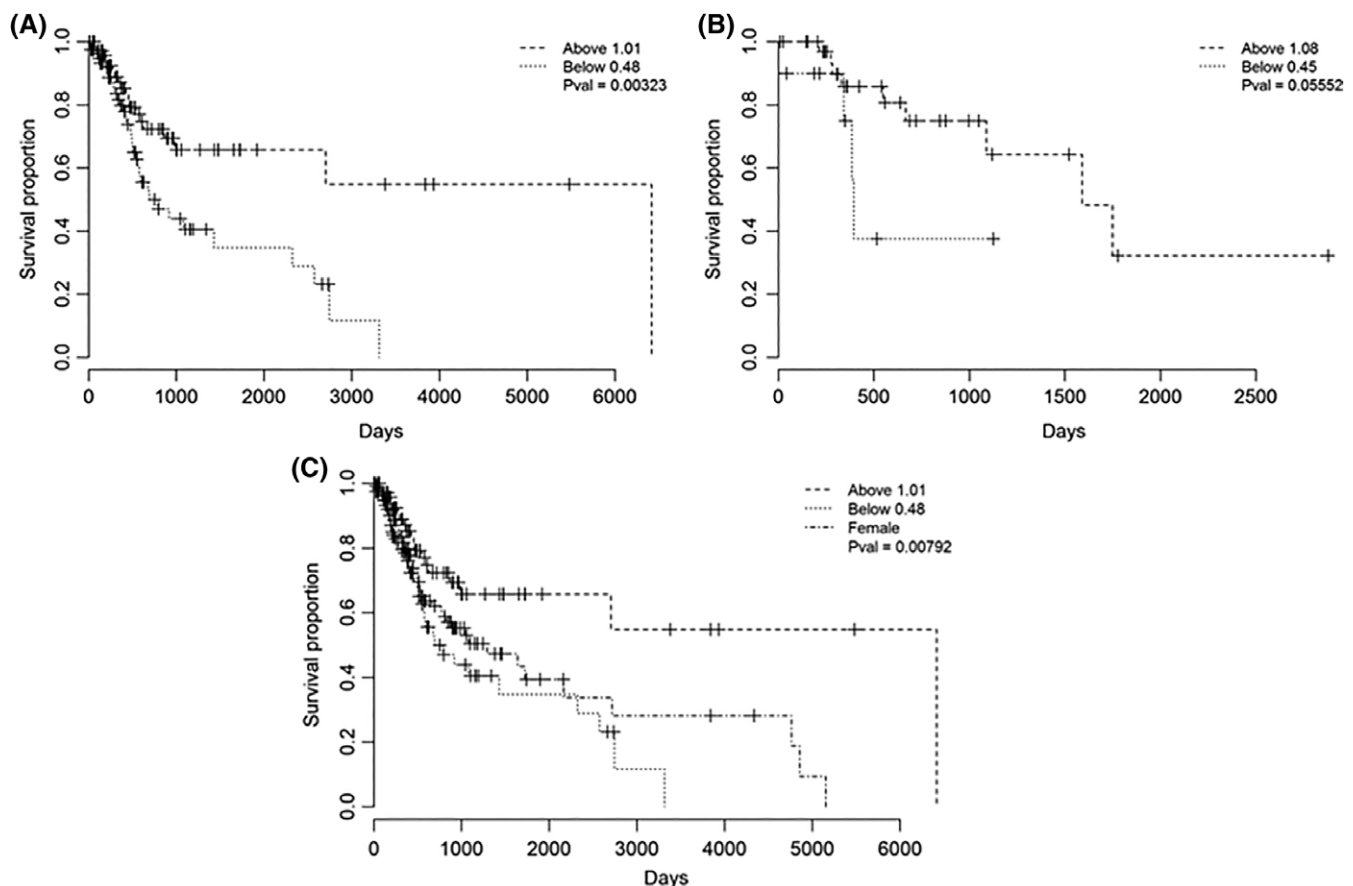 (A)
Above 1.01
Below 0.48
Pval = 0.00323
Survival proportion
0.0 0.2 0.4 0.6 0.8 1.0
0 1000 2000 3000 4000 5000 6000
Days
(B)
Above 1.08
Below 0.45
Pval = 0.05552
Survival proportion
0.0 0.2 0.4 0.6 0.8 1.0
0 500 1000 1500 2000 2500
Days
(C)
Above 1.01
Below 0.48
Female
Pval = 0.00792
Survival proportion
0.0 0.2 0.4 0.6 0.8 1.0
0 1000 2000 3000 4000 5000 6000
Days